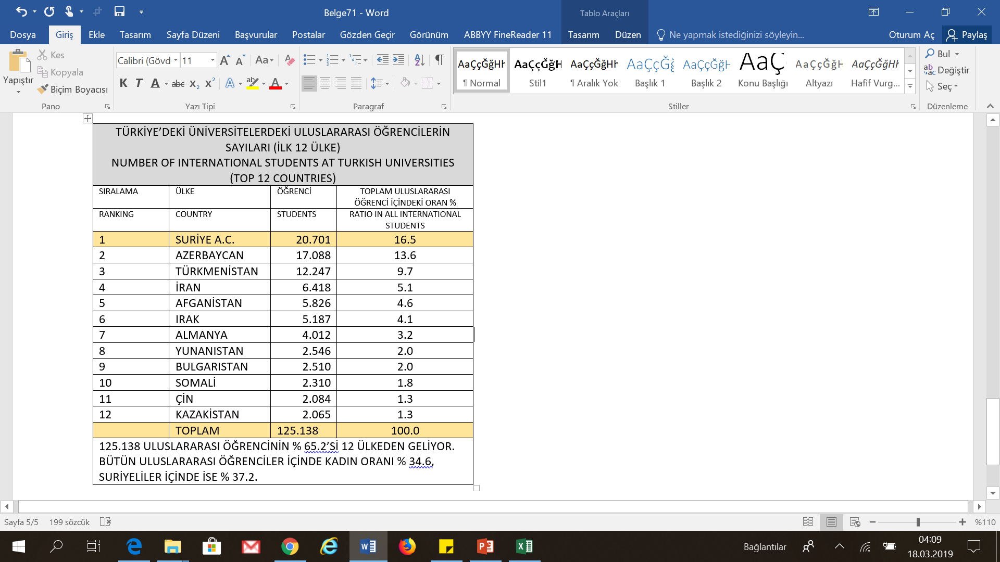 Belge71 - Word
Tablo Araçları
Dosya Giriş Ekle Tasarım Sayfa Düzeni Başvurular Postalar Gözden Geçir Görünüm ABBYY FineReader 11 Tasarım Düzen Ne yapmak istediğinizi söyleyin... Oturum Aç Paylaş
Yapıştır
Kes
Kopyala
Biçim Boyacısı
Pano
Calibri (Gövd 11
K T A abc X₂ X²
Yazı Tipi
Paragraf
AaÇçĞğHh AaÇçĞğH AaÇçĞğHh AaÇçĞğ AaÇçĞğH AaÇ AaÇçĞğH AaÇçĞğHh
¶ Normal Stil1 ¶ Aralık Yok Başlık 1 Başlık 2 Konu Başlığı Altyazı Hafif Vurg...
Stiller
Bul
Değiştir
Seç
Düzenleme
TÜRKİYE’DEKİ ÜNİVERSİTELERDEKİ ULUSLARARASI ÖĞRENCİLERİN
SAYILARI (İLK 12 ÜLKE)
NUMBER OF INTERNATIONAL STUDENTS AT TURKISH UNIVERSITIES
(TOP 12 COUNTRIES)
SIRALAMA ÜLKE ÖĞRENCİ TOPLAM ULUSLARARASI
ÖĞRENCİ İÇİNDEKİ ORAN %
RANKING COUNTRY STUDENTS RATIO IN ALL INTERNATIONAL
STUDENTS
1 SURİYE A.C. 20.701 16.5
2 AZERBAYCAN 17.088 13.6
3 TÜRKMENİSTAN 12.247 9.7
4 İRAN 6.418 5.1
5 AFGANİSTAN 5.826 4.6
6 IRAK 5.187 4.1
7 ALMANYA 4.012 3.2
8 YUNANISTAN 2.546 2.0
9 BULGARISTAN 2.510 2.0
10 SOMALİ 2.310 1.8
11 ÇİN 2.084 1.3
12 KAZAKİSTAN 2.065 1.3
TOPLAM 125.138 100.0
125.138 ULUSLARARASI ÖĞRENCİNİN % 65.2’Sİ 12 ÜLKEDEN GELİYOR.
BÜTÜN ULUSLARARASI ÖĞRENCİLER İÇİNDE KADIN ORANI % 34.6,
SURİYELİLER İÇİNDE İSE % 37.2.
Sayfa 5/5 199 sözcük %110
Bağlantılar
04:09
18.03.2019